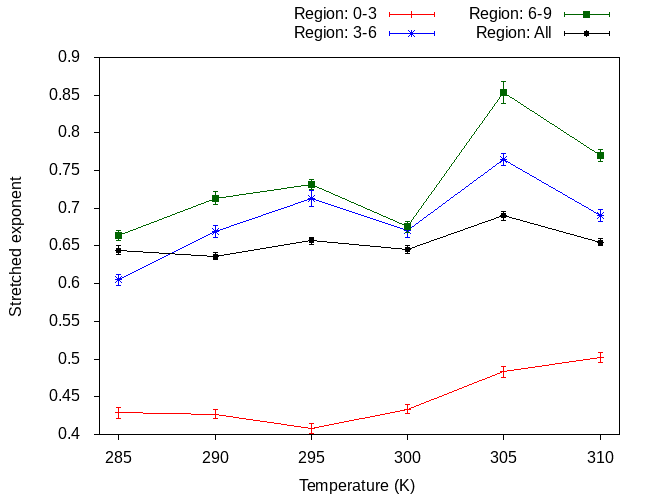 Region: 0-3
Region: 6-9
Region: 3-6
Region: All
0.9
0.85
0.8
0.75
0.7
0.65
0.6
0.55
0.5
0.45
0.4
Stretched exponent
285 290 295 300 305 310
Temperature (K)